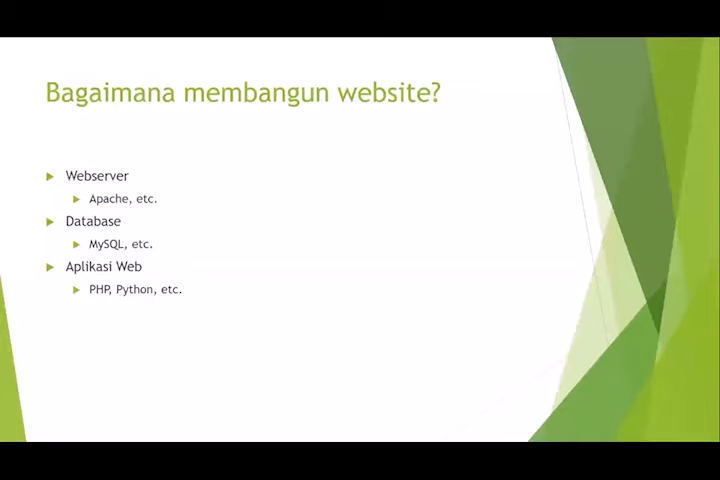 Bagaimana membangun website?
Webserver
Apache, etc.
Database
MySQL, etc.
Aplikasi Web
PHP, Python, etc.